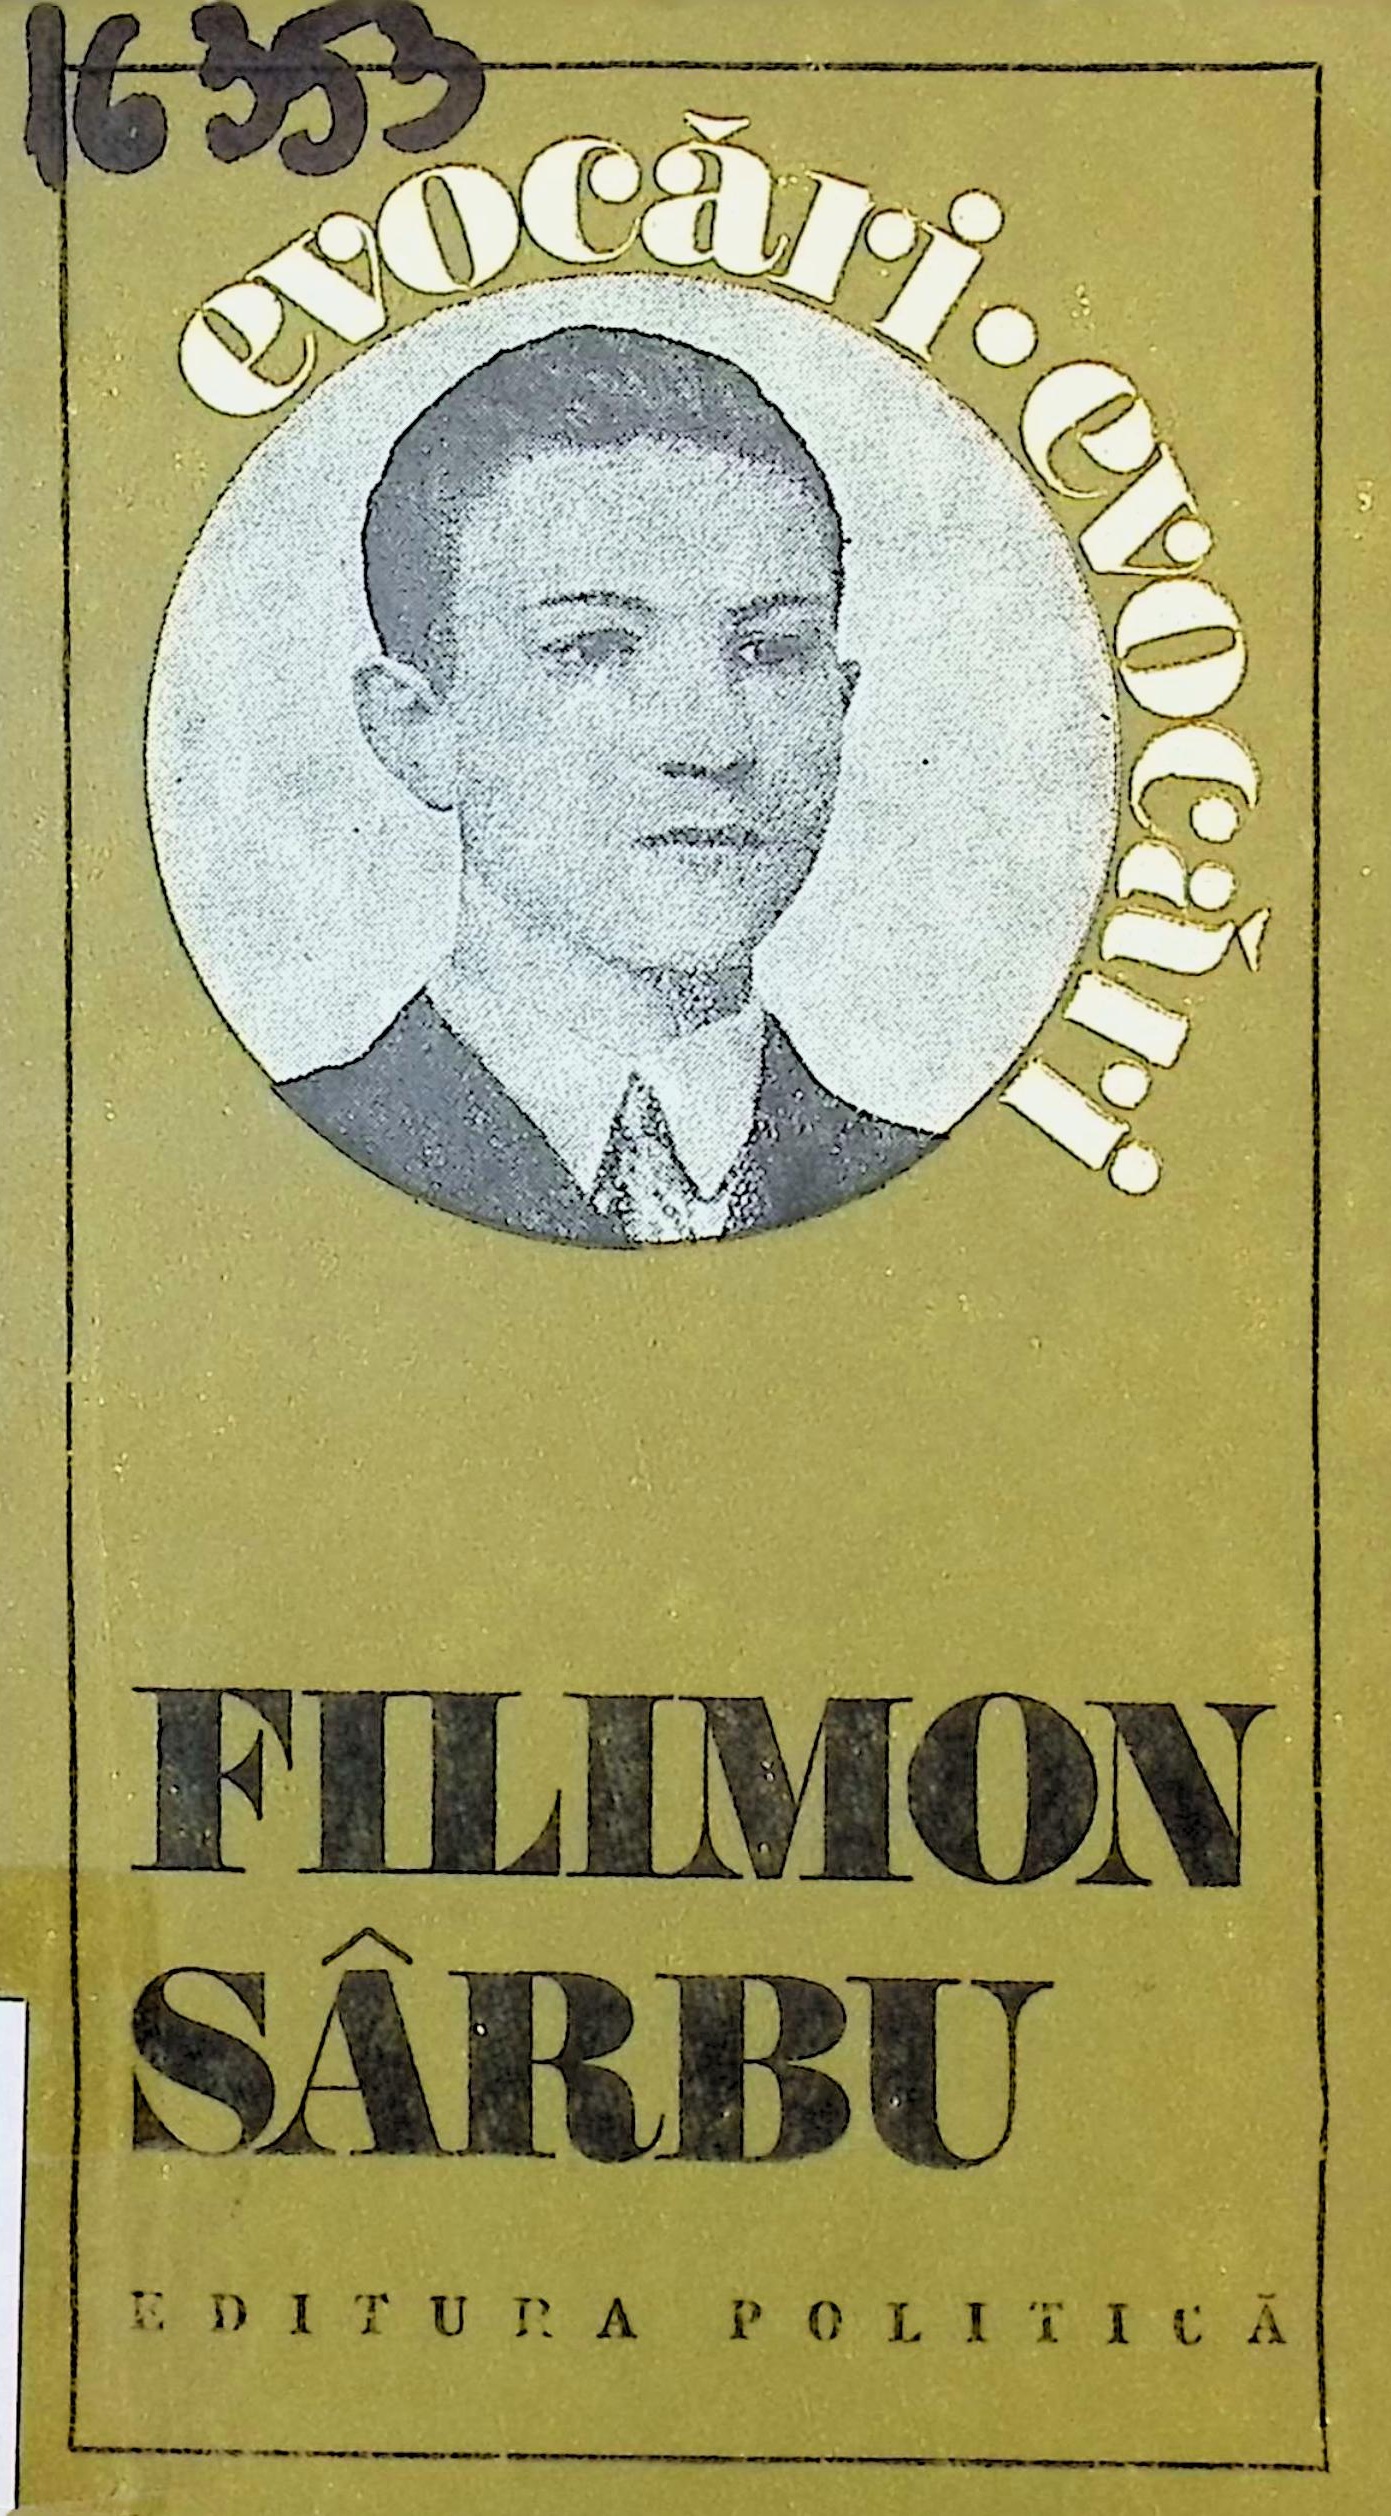 16353
evocări · evocări
FILIMON
SÂRBU
EDITURA POLITICĂ